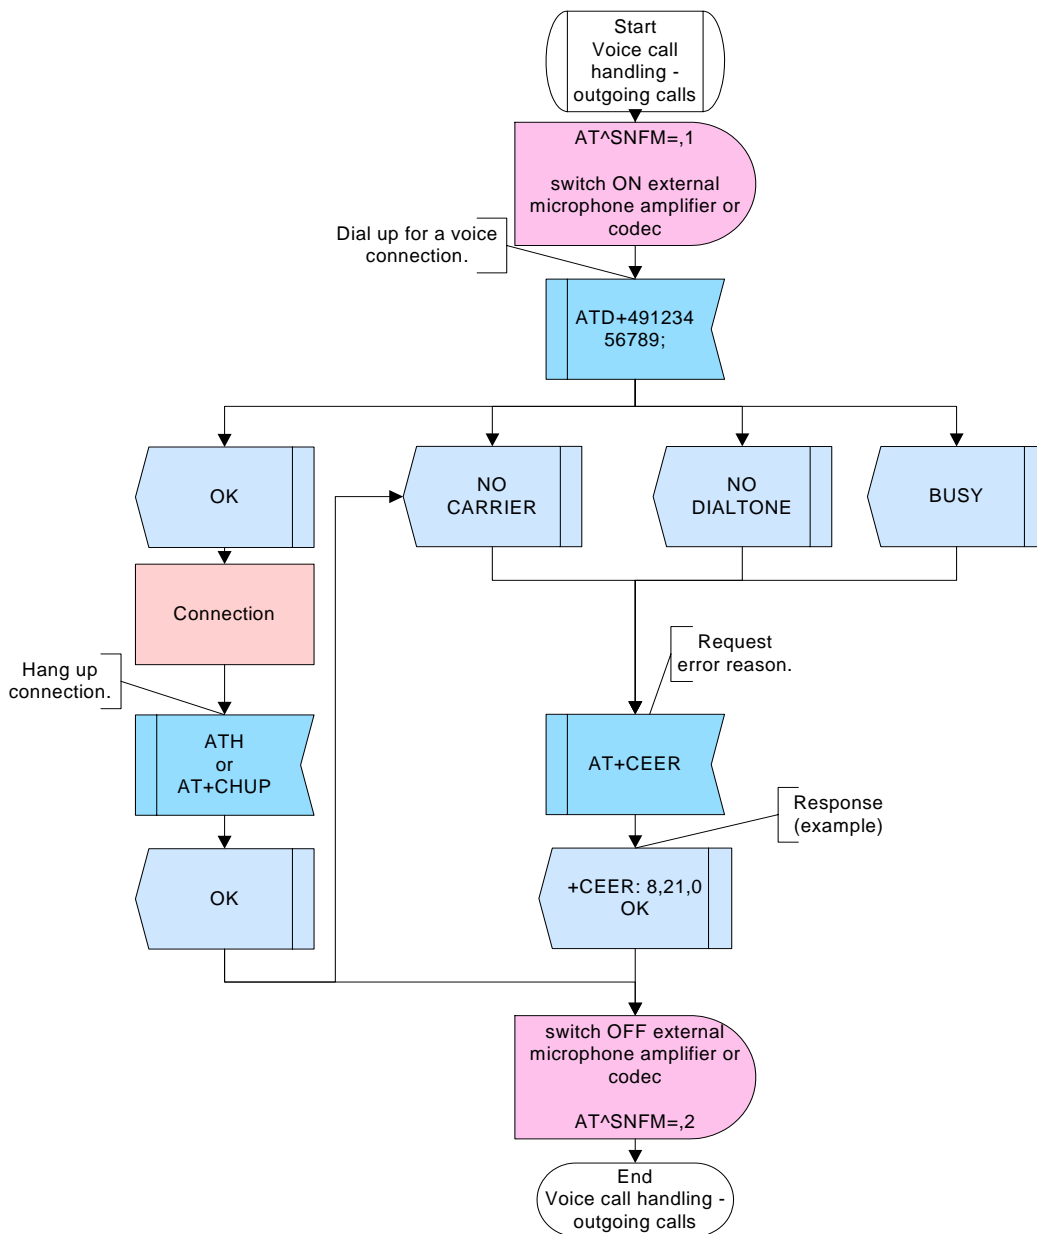 Start
Voice call
handling -
outgoing calls
AT^SNFM=,1
switch ON external
microphone amplifier or
codec
Dial up for a voice
connection.
ATD+491234
56789;
OK
NO
CARRIER
NO
DIALTONE
BUSY
Connection
Request
error reason.
Hang up
connection.
ATH
or
AT+CHUP
AT+CEER
Response
(example)
OK
+CEER: 8,21,0
OK
switch OFF external
microphone amplifier or
codec
AT^SNFM=,2
End
Voice call handling -
outgoing calls